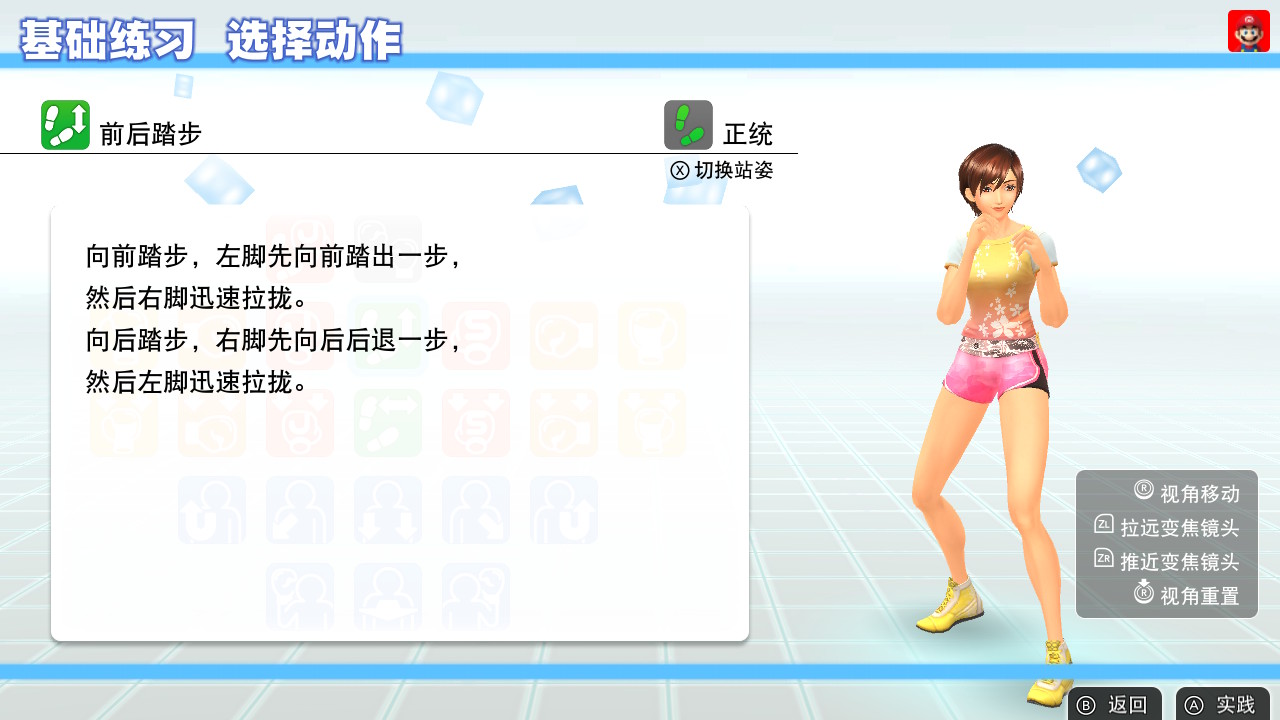 基础练习 选择动作
前后踏步
正统
X 切换站姿
向前踏步，左脚先向前踏出一步，
然后右脚迅速拉拢。
向后踏步，右脚先向后后退一步，
然后左脚迅速拉拢。
R 视角移动
ZL 拉远变焦镜头
ZR 推近变焦镜头
R 视角重置
B 返回
A 实践